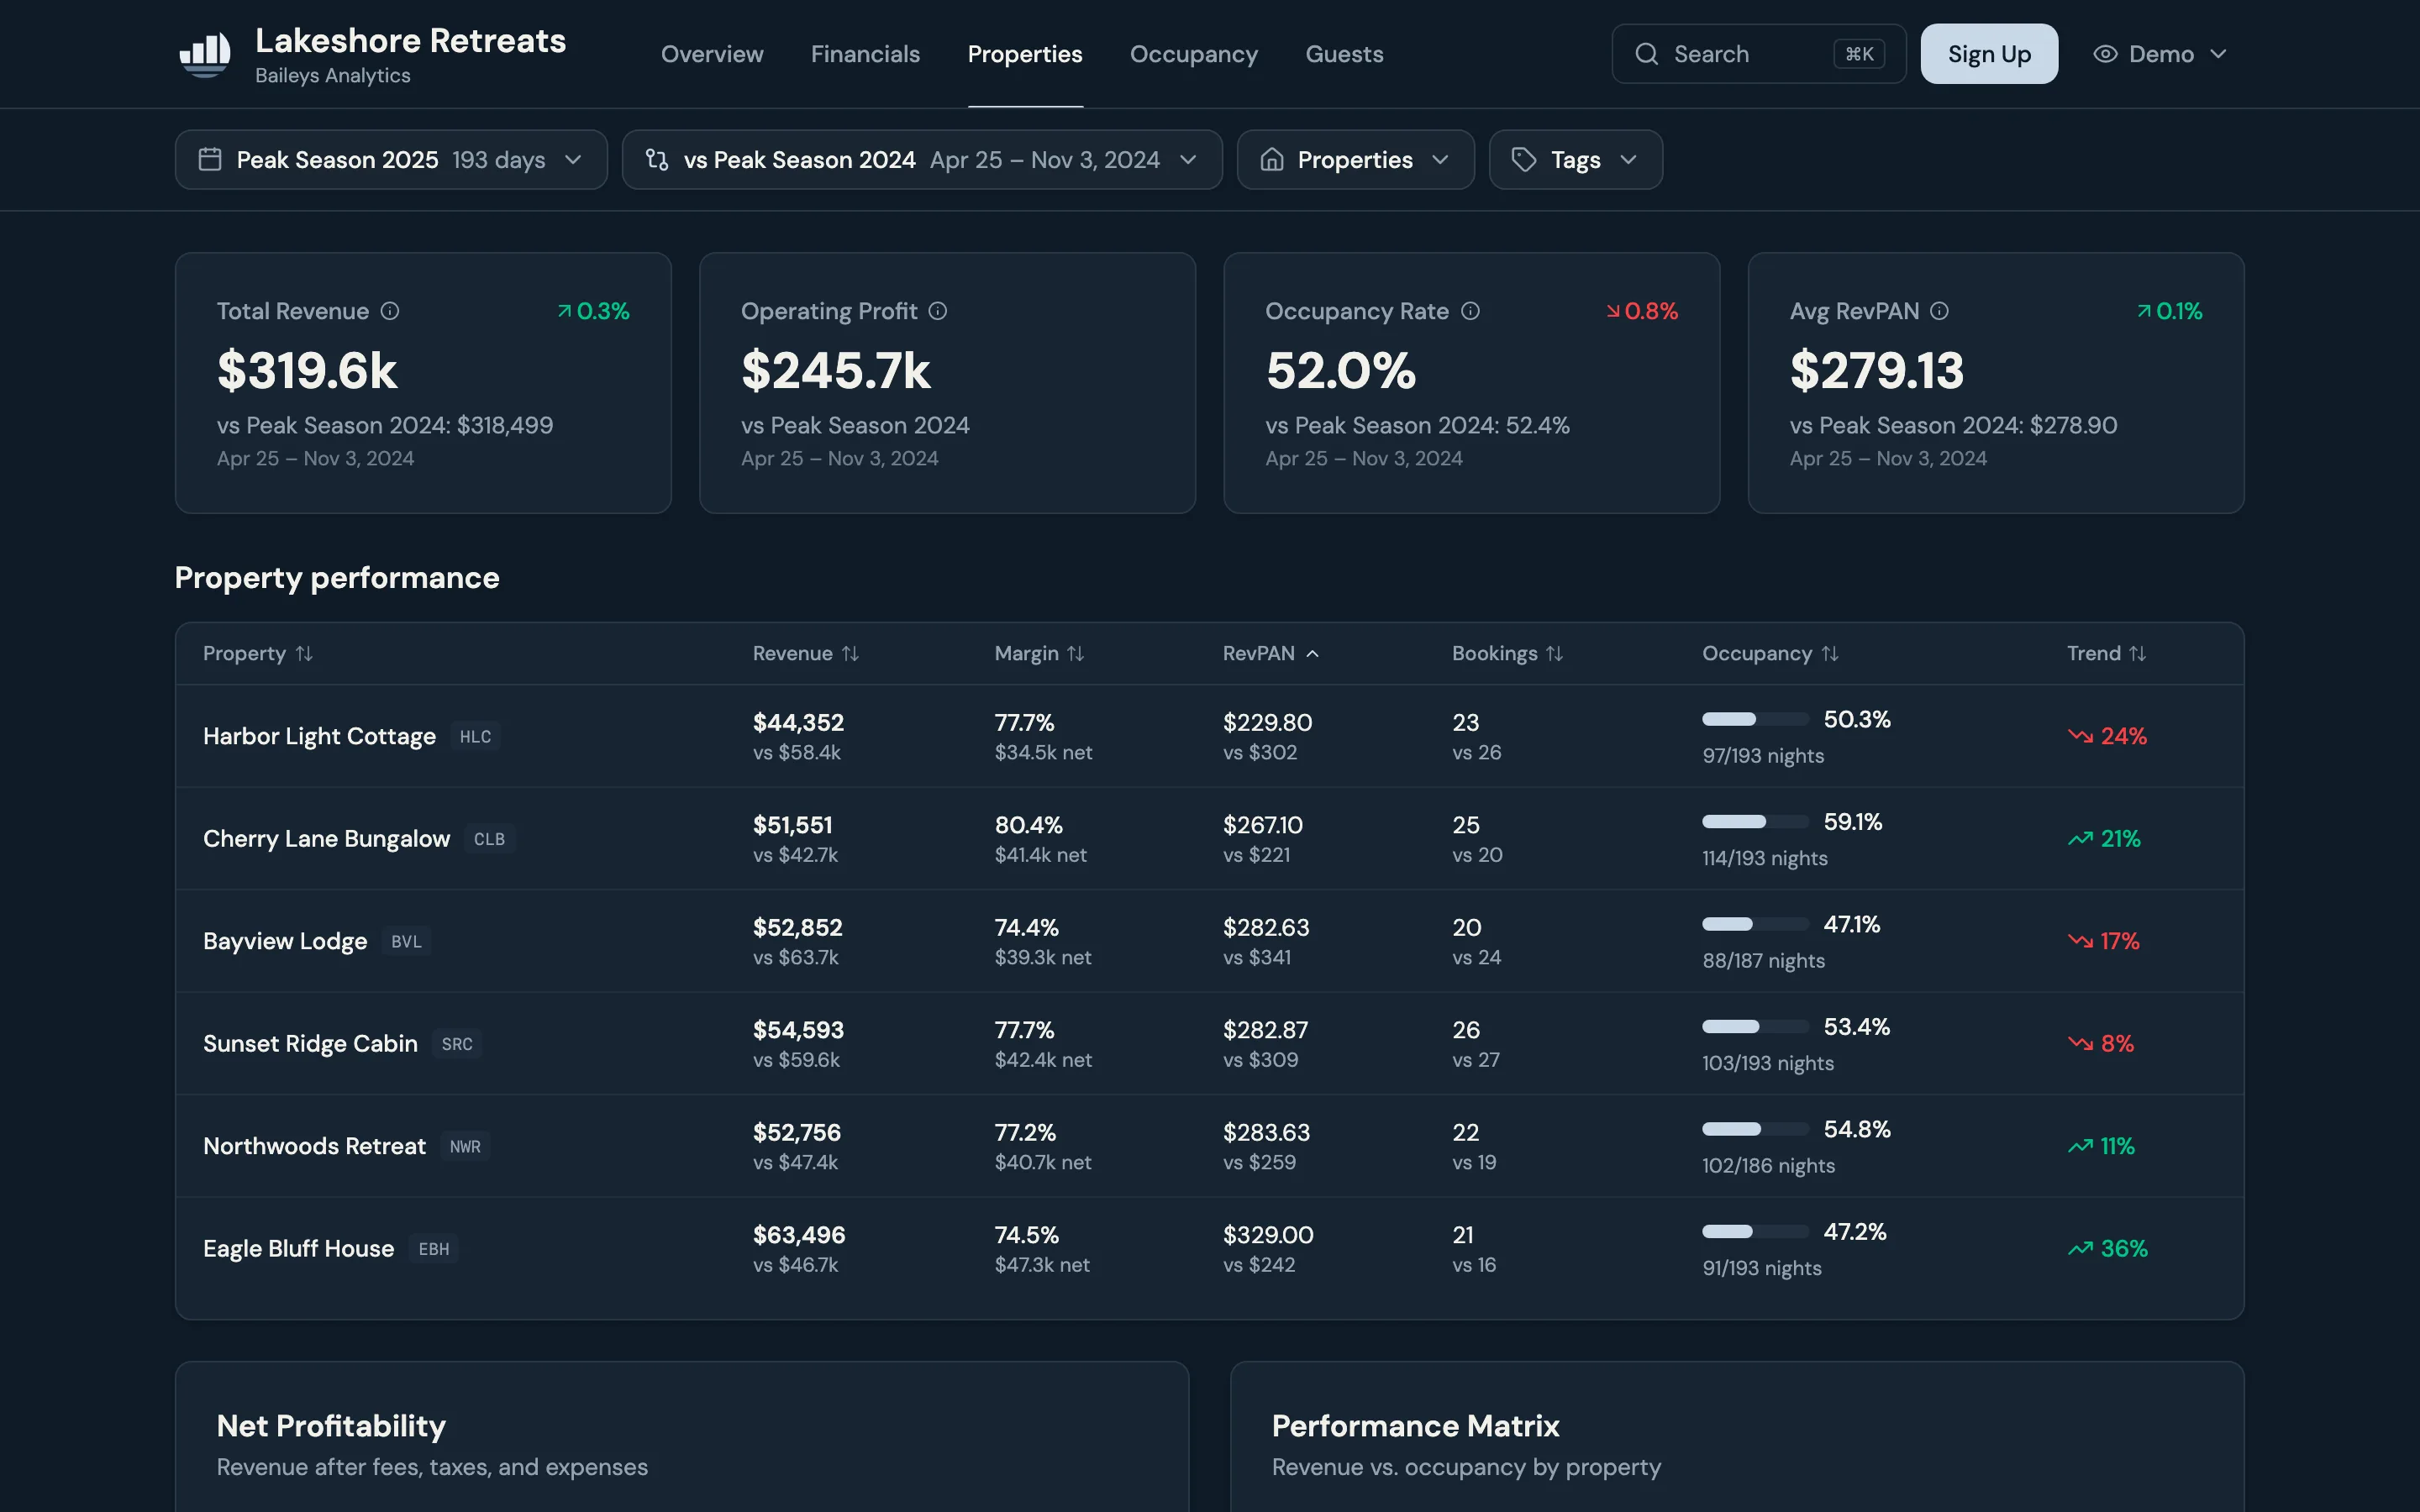 Lakeshore Retreats
Baileys Analytics
Overview Financials Properties Occupancy Guests
Search ⌘K
Sign Up
Demo
Peak Season 2025 193 days
vs Peak Season 2024 Apr 25 – Nov 3, 2024
Properties
Tags
Total Revenue 0.3%
$319.6k
vs Peak Season 2024: $318,499
Apr 25 – Nov 3, 2024
Operating Profit
$245.7k
vs Peak Season 2024
Apr 25 – Nov 3, 2024
Occupancy Rate 0.8%
52.0%
vs Peak Season 2024: 52.4%
Apr 25 – Nov 3, 2024
Avg RevPAN 0.1%
$279.13
vs Peak Season 2024: $278.90
Apr 25 – Nov 3, 2024
Property performance
Property Revenue Margin RevPAN Bookings Occupancy Trend
Harbor Light Cottage HLC $44,352 77.7% $229.80 23 50.3% 24%
vs $58.4k $34.5k net vs $302 vs 26 97/193 nights
Cherry Lane Bungalow CLB $51,551 80.4% $267.10 25 59.1% 21%
vs $42.7k $41.4k net vs $221 vs 20 114/193 nights
Bayview Lodge BVL $52,852 74.4% $282.63 20 47.1% 17%
vs $63.7k $39.3k net vs $341 vs 24 88/187 nights
Sunset Ridge Cabin SRC $54,593 77.7% $282.87 26 53.4% 8%
vs $59.6k $42.4k net vs $309 vs 27 103/193 nights
Northwoods Retreat NWR $52,756 77.2% $283.63 22 54.8% 11%
vs $47.4k $40.7k net vs $259 vs 19 102/186 nights
Eagle Bluff House EBH $63,496 74.5% $329.00 21 47.2% 36%
vs $46.7k $47.3k net vs $242 vs 16 91/193 nights
Net Profitability
Revenue after fees, taxes, and expenses
Performance Matrix
Revenue vs. occupancy by property